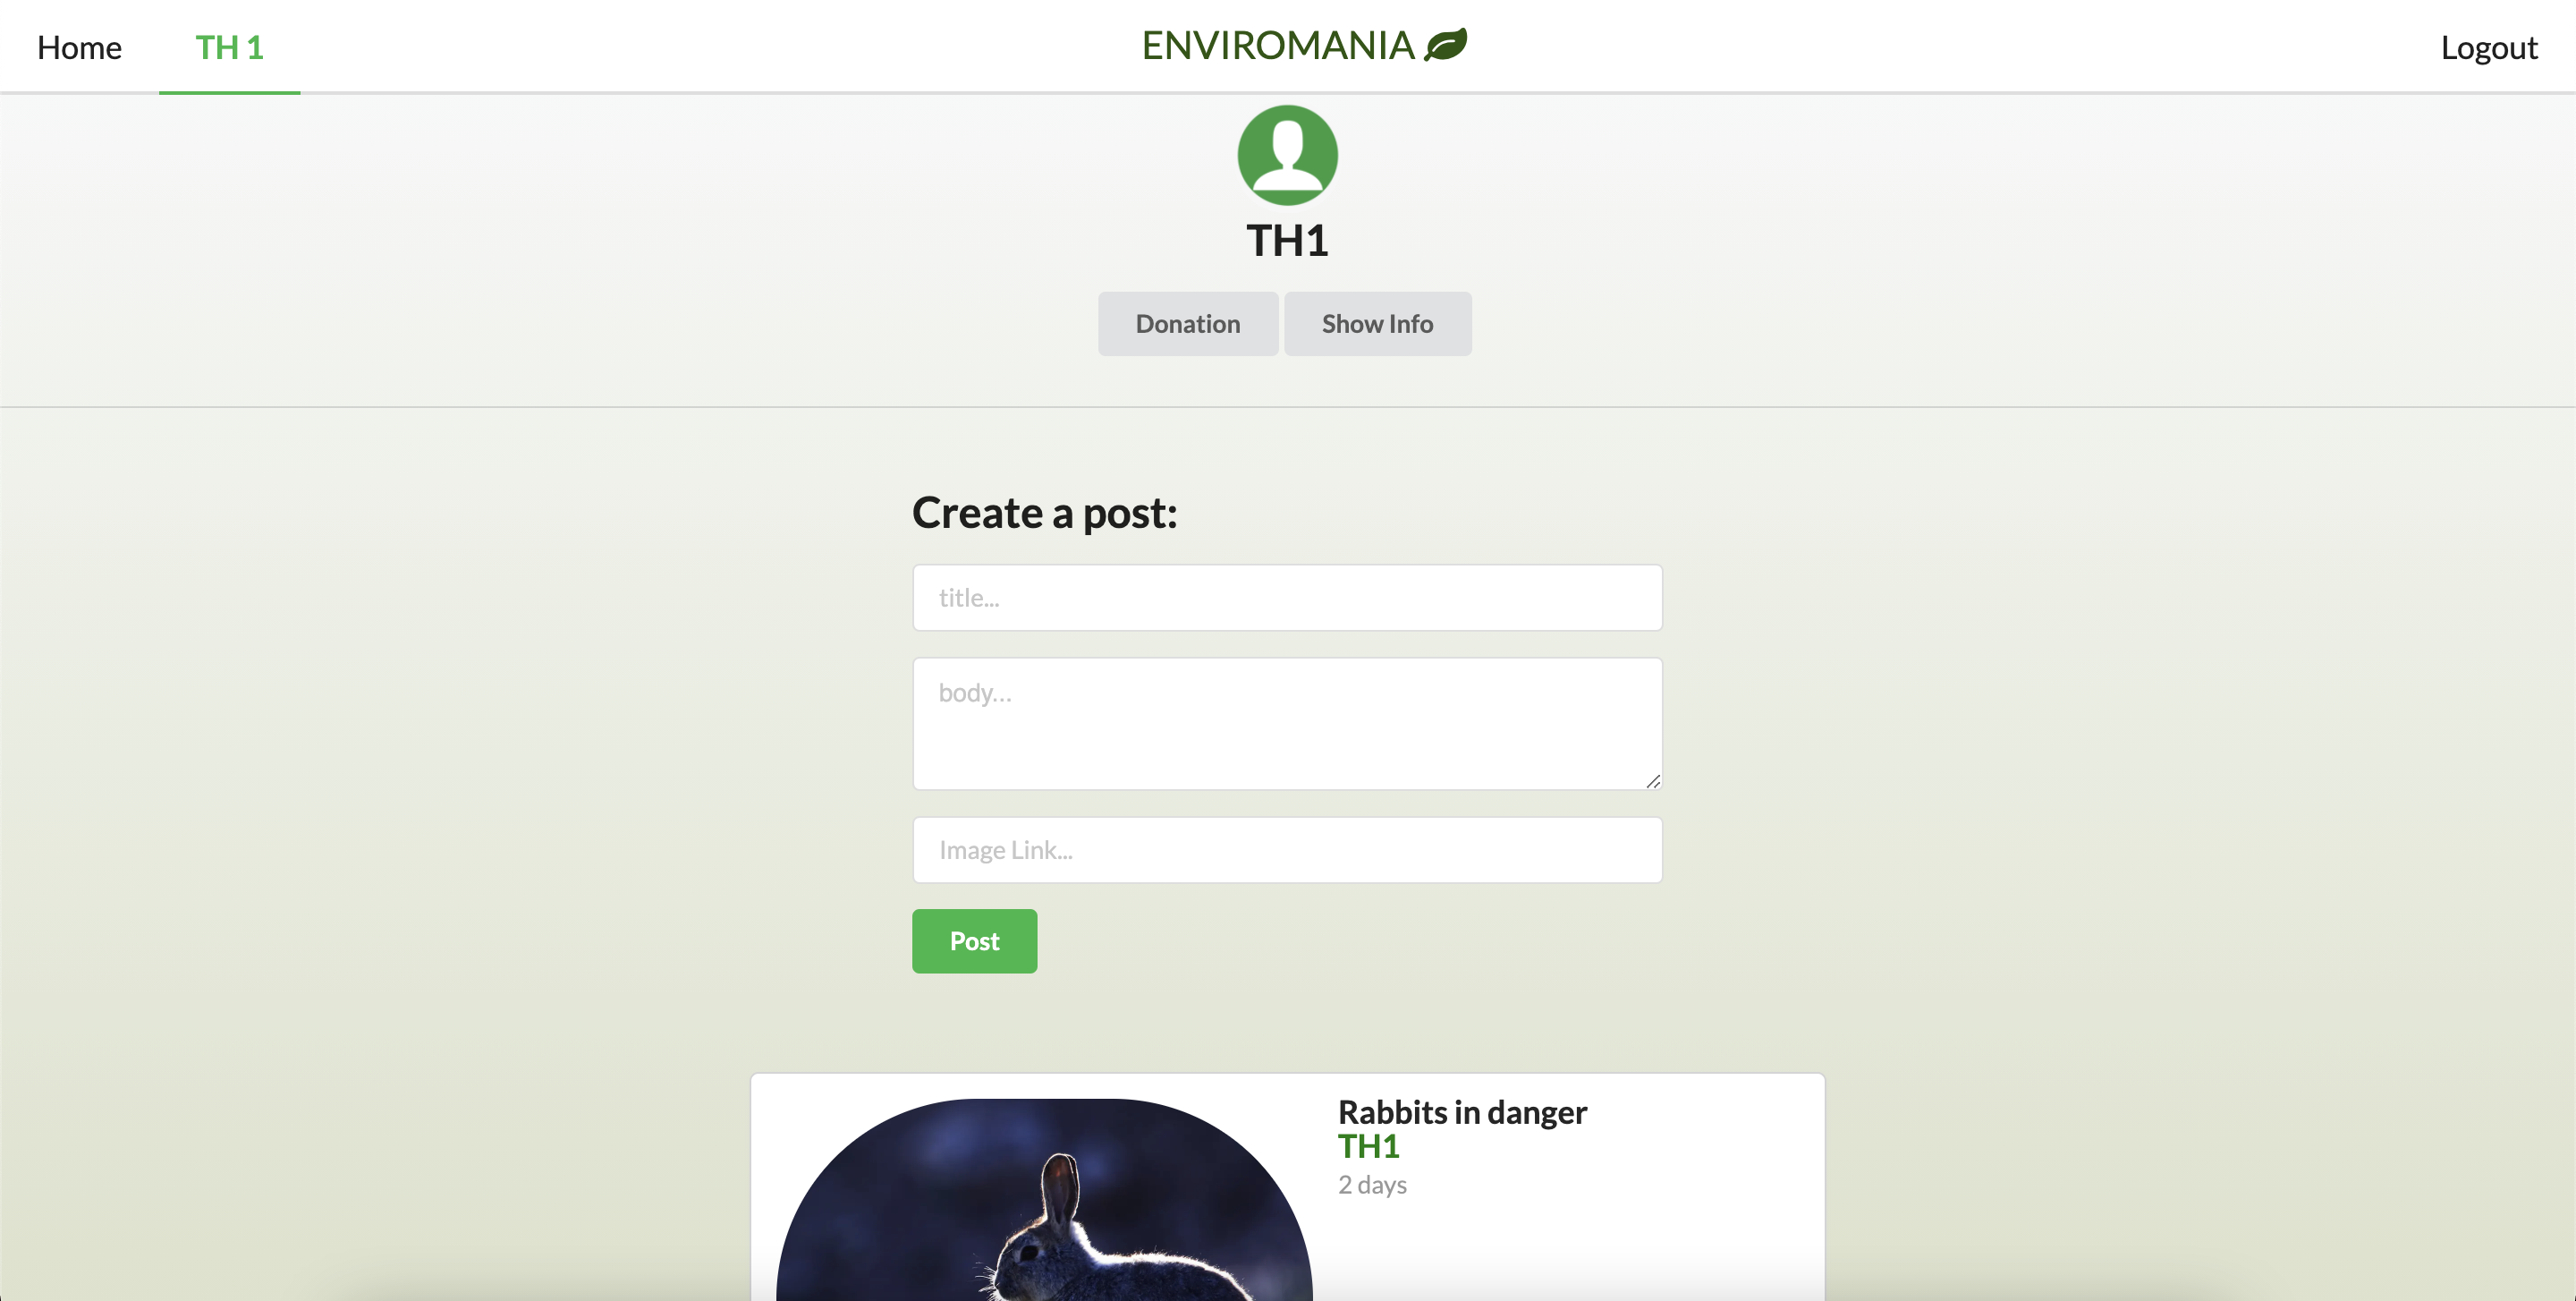 Home TH 1 ENVIROMANIA Logout
TH1
Donation Show Info
Create a post:
title...
body...
Image Link...
Post
Rabbits in danger
TH1
2 days